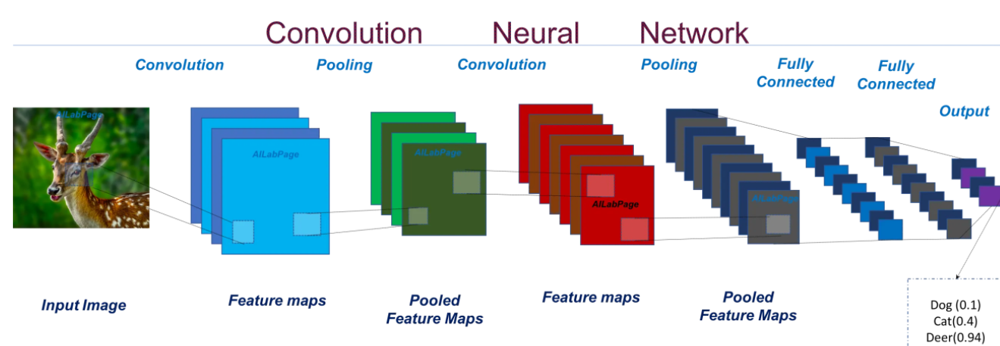 Convolution Neural Network
Convolution Pooling Convolution Pooling Fully Connected Fully Connected
Output
AILabPage
AILabPage
AILabPage
AILabPage
AILabPage
Input Image Feature maps Pooled Feature Maps Feature maps Pooled Feature Maps
Dog (0.1)
Cat(0.4)
Deer(0.94)